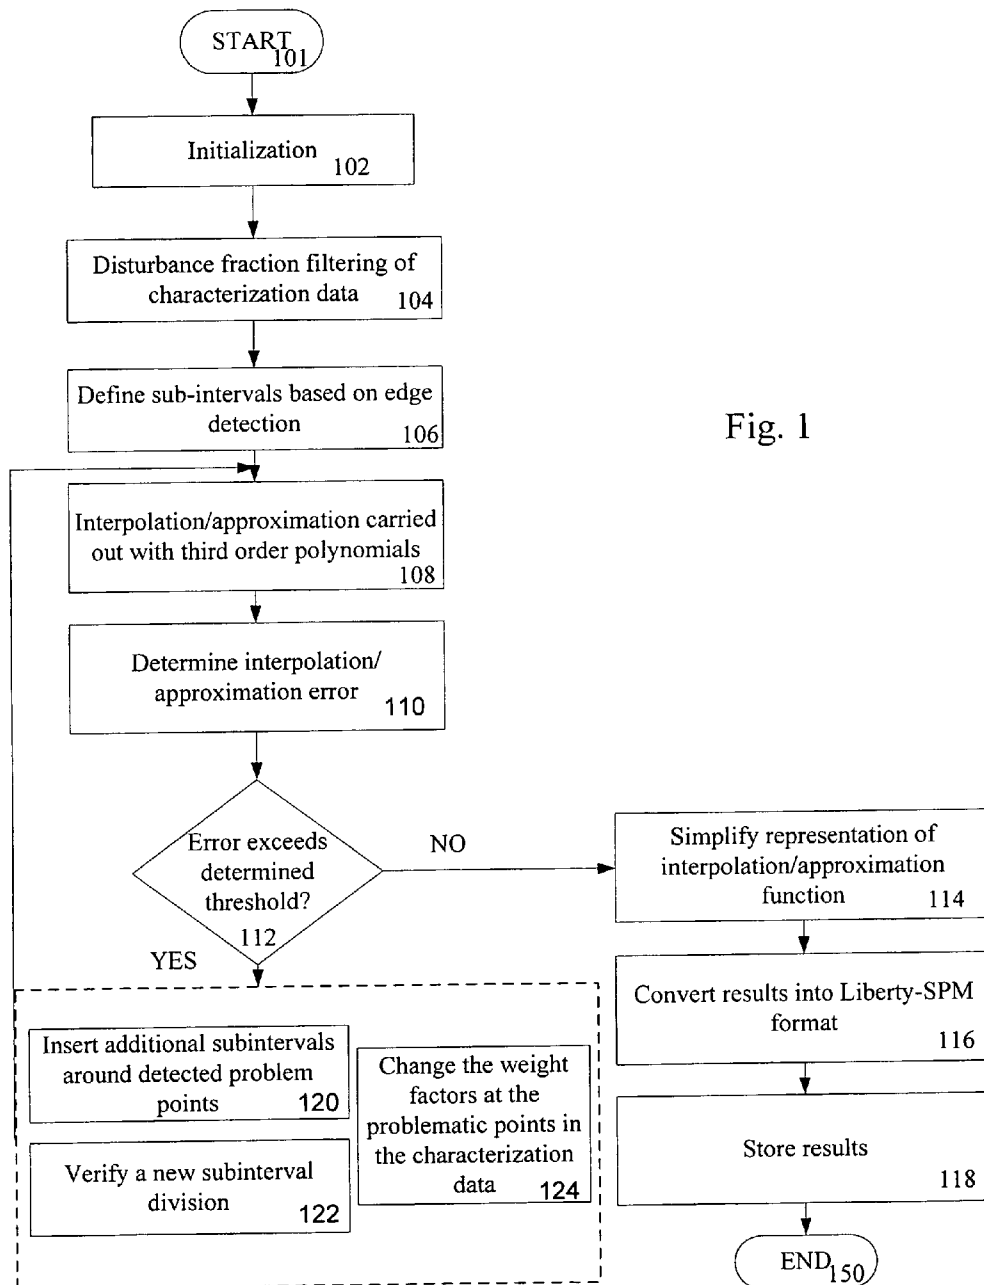 START
101
Initialization
102
Disturbance fraction filtering of
characterization data
104
Define sub-intervals based on edge
detection
106
Fig. 1
Interpolation/approximation carried
out with third order polynomials
108
Determine interpolation/
approximation error
110
Error exceeds
determined
threshold?
112
NO
YES
Simplify representation of
interpolation/approximation
function
114
Convert results into Liberty-SPM
format
116
Store results
118
END
150
Insert additional subintervals
around detected problem
points
120
Verify a new subinterval
division
122
Change the weight
factors at the
problematic points in
the characterization
data
124